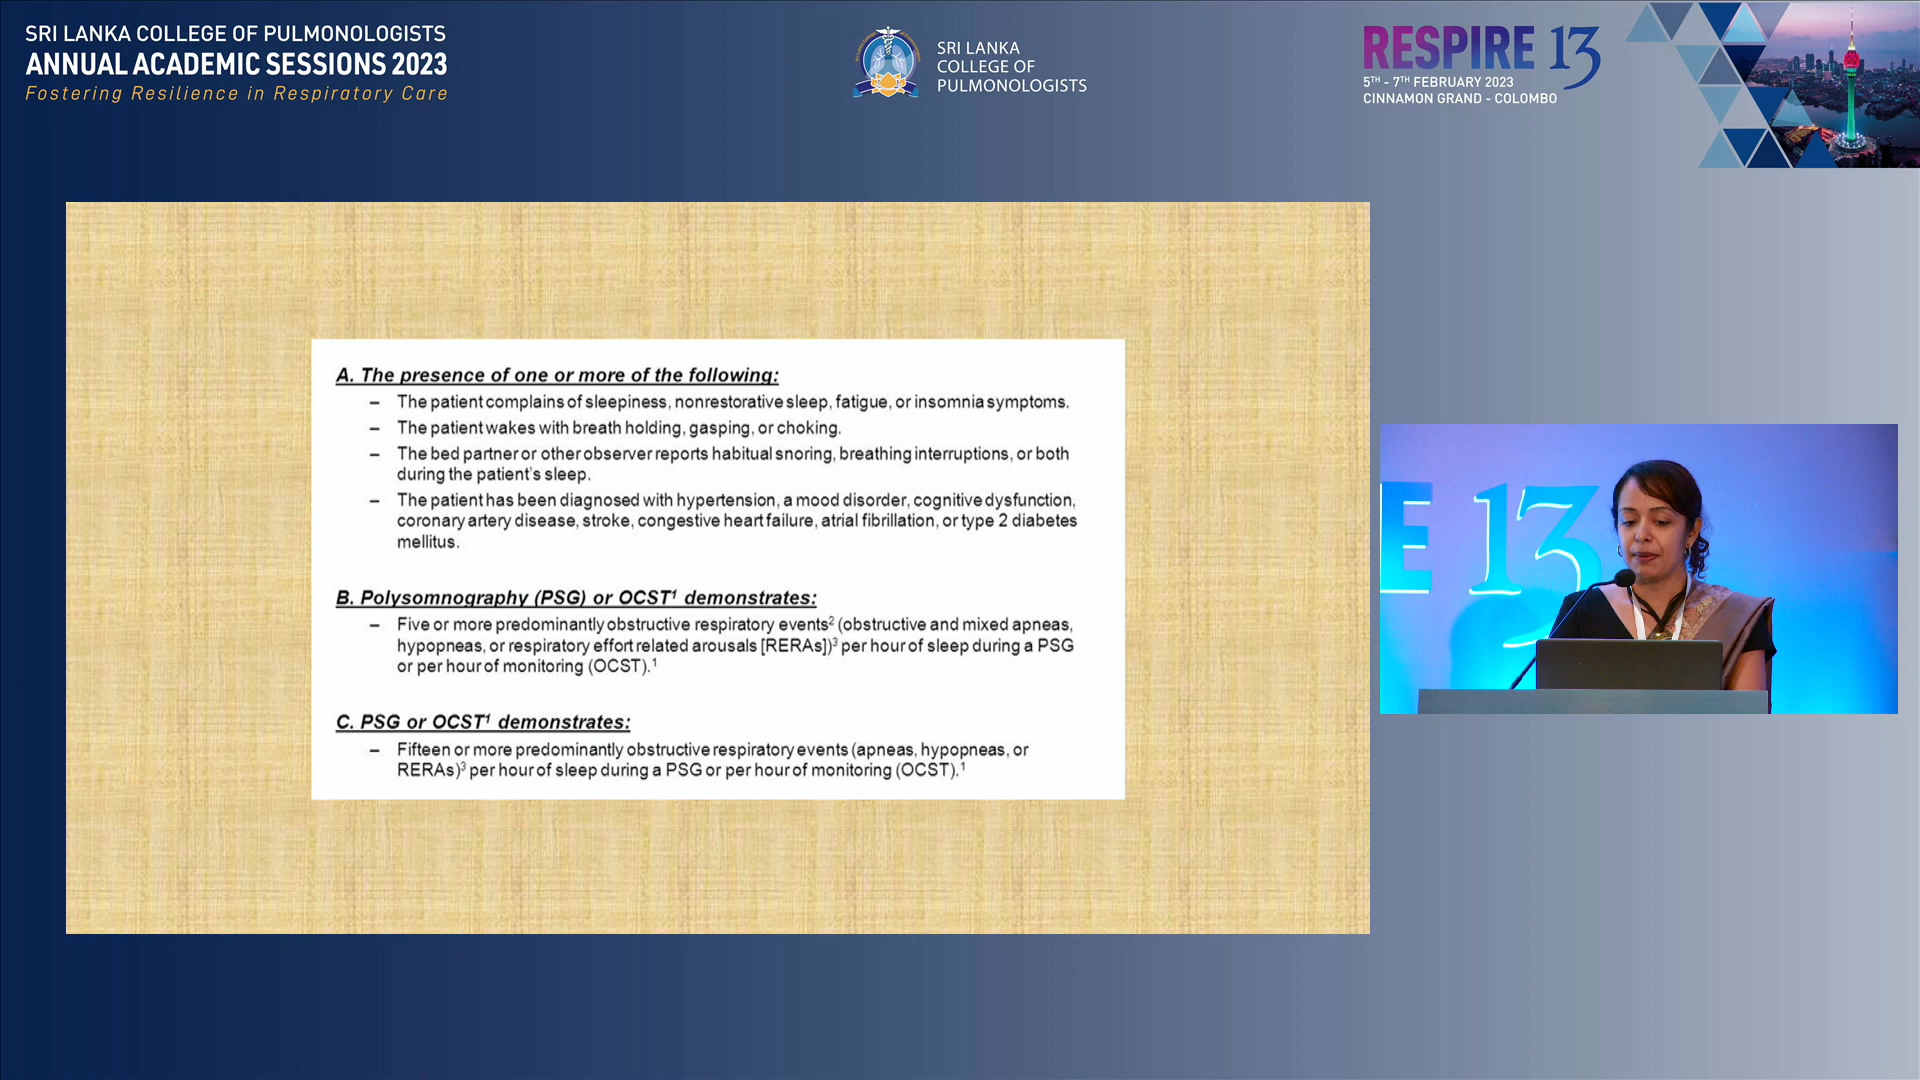 SRI LANKA COLLEGE OF PULMONOLOGISTS
ANNUAL ACADEMIC SESSIONS 2023
Fostering Resilience in Respiratory Care
SRI LANKA
COLLEGE OF
PULMONOLOGISTS
RESPIRE 13
5TH - 7TH FEBRUARY 2023
CINNAMON GRAND - COLOMBO
A. The presence of one or more of the following:
– The patient complains of sleepiness, nonrestorative sleep, fatigue, or insomnia symptoms.
– The patient wakes with breath holding, gasping, or choking.
– The bed partner or other observer reports habitual snoring, breathing interruptions, or both
during the patient's sleep.
– The patient has been diagnosed with hypertension, a mood disorder, cognitive dysfunction,
coronary artery disease, stroke, congestive heart failure, atrial fibrillation, or type 2 diabetes
mellitus.
B. Polysomnography (PSG) or OCST¹ demonstrates:
– Five or more predominantly obstructive respiratory events² (obstructive and mixed apneas,
hypopneas, or respiratory effort related arousals [RERAs])³ per hour of sleep during a PSG
or per hour of monitoring (OCST).¹
C. PSG or OCST¹ demonstrates:
– Fifteen or more predominantly obstructive respiratory events (apneas, hypopneas, or
RERAs)³ per hour of sleep during a PSG or per hour of monitoring (OCST).¹
E 13